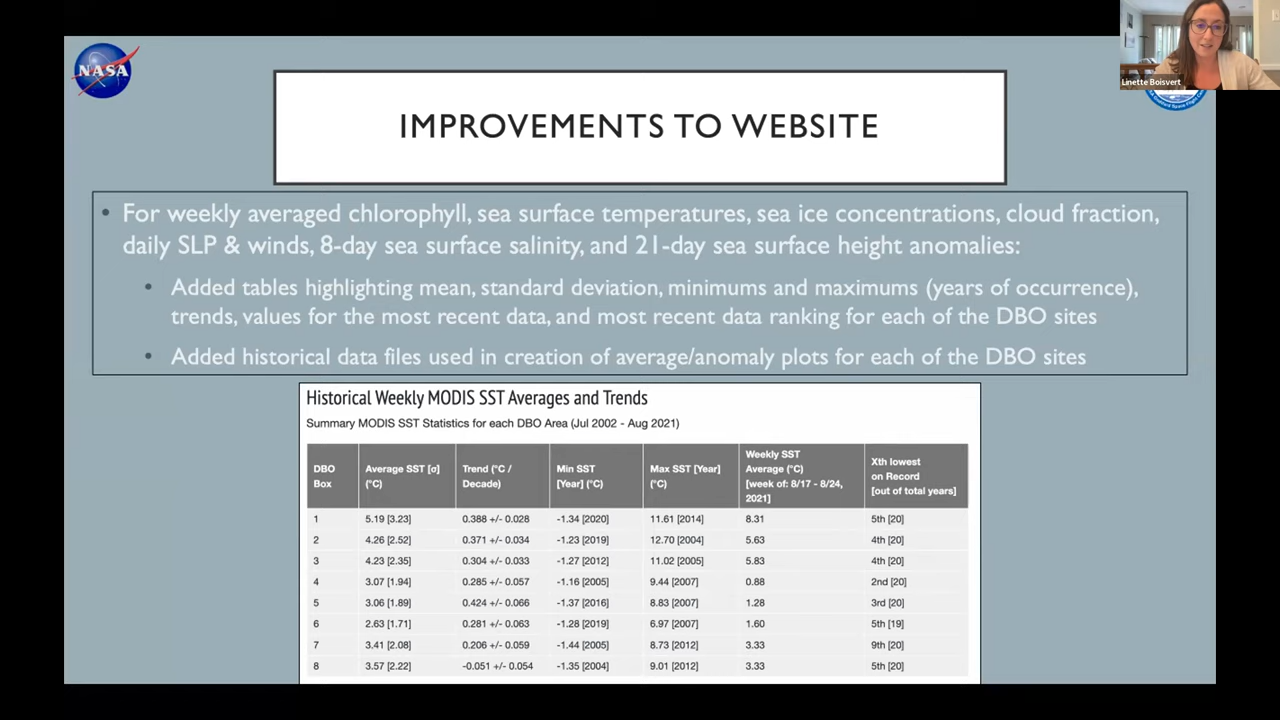 NASA
Linette Boisvert
IMPROVEMENTS TO WEBSITE
• For weekly averaged chlorophyll, sea surface temperatures, sea ice concentrations, cloud fraction,
daily SLP & winds, 8-day sea surface salinity, and 21-day sea surface height anomalies:
• Added tables highlighting mean, standard deviation, minimums and maximums (years of occurrence),
trends, values for the most recent data, and most recent data ranking for each of the DBO sites
• Added historical data files used in creation of average/anomaly plots for each of the DBO sites
Historical Weekly MODIS SST Averages and Trends
Summary MODIS SST Statistics for each DBO Area (Jul 2002 - Aug 2021)
DBO Box Average SST [σ] (°C) Trend (°C / Decade) Min SST [Year] (°C) Max SST [Year] (°C) Weekly SST Average (°C) [week of: 8/17 - 8/24, 2021] Xth lowest on Record [out of total years]
1 5.19 [3.23] 0.388 +/- 0.028 -1.34 [2020] 11.61 [2014] 8.31 5th [20]
2 4.26 [2.52] 0.371 +/- 0.034 -1.23 [2019] 12.70 [2004] 5.63 4th [20]
3 4.23 [2.35] 0.304 +/- 0.033 -1.27 [2012] 11.02 [2005] 5.83 4th [20]
4 3.07 [1.94] 0.285 +/- 0.057 -1.16 [2005] 9.44 [2007] 0.88 2nd [20]
5 3.06 [1.89] 0.424 +/- 0.066 -1.37 [2016] 8.83 [2007] 1.28 3rd [20]
6 2.63 [1.71] 0.281 +/- 0.063 -1.28 [2019] 6.97 [2007] 1.60 5th [19]
7 3.41 [2.08] 0.206 +/- 0.059 -1.44 [2005] 8.73 [2012] 3.33 9th [20]
8 3.57 [2.22] -0.051 +/- 0.054 -1.35 [2004] 9.01 [2012] 3.33 5th [20]